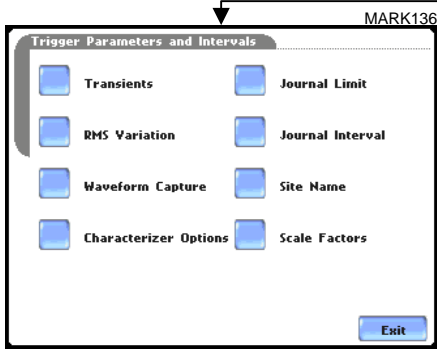 MARK136
Trigger Parameters and Intervals
Transients
Journal Limit
RMS Variation
Journal Interval
Waveform Capture
Site Name
Characterizer Options
Scale Factors
Exit